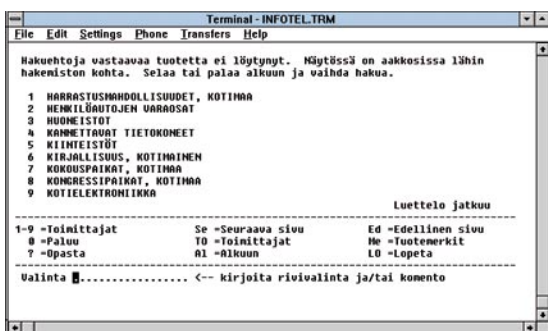 Terminal - INFOTEL.TRM
File Edit Settings Phone Transfers Help
Hakuehtoja vastaavaa tuotetta ei löytynyt. Näytössä on aakkosissa lähin
hakemiston kohta. Selaa tai palaa alkuun ja vaihda hakua.
1 HARRASTUSMAHDOLLISUUDET, KOTIMAA
2 HENKILÖAUTOJEN VARAOSAT
3 HUONEISTOT
4 KANNETTAVAT TIETOKONEET
5 KIINTEISTÖT
6 KIRJALLISUUS, KOTIMAINEN
7 KOKOUSPAIKAT, KOTIMAA
8 KONGRESSIPAIKAT, KOTIMAA
9 KOTIELEKTRONIIKKA
Luettelo jatkuu
1-9 =Toimittajat Se =Seuraava sivu Ed =Edellinen sivu
0 =Paluu TO =Toimittajat Me =Tuotemerkit
? =Opasta Al =Alkuun LO =Lopeta
Valinta ................. <-- kirjoita rivivalinta ja/tai komento